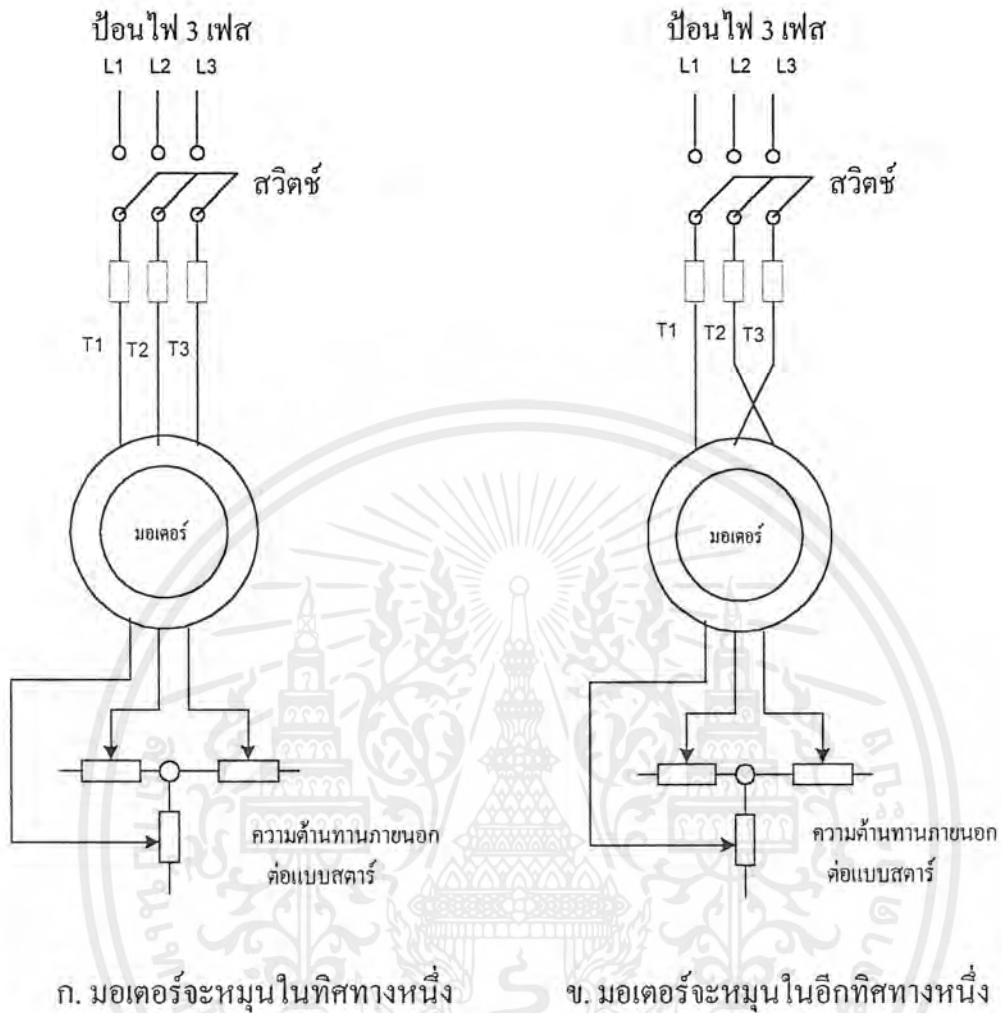 ป้อนไฟ 3 เฟส
L1 L2 L3
สวิตช์
T1 T2 T3
มอเตอร์
ความต้านทานภายนอก
ต่อแบบสตาร์
ก. มอเตอร์จะหมุนในทิศทางหนึ่ง
ป้อนไฟ 3 เฟส
L1 L2 L3
สวิตช์
T1 T2 T3
มอเตอร์
ความต้านทานภายนอก
ต่อแบบสตาร์
ข. มอเตอร์จะหมุนในอีกทิศทางหนึ่ง